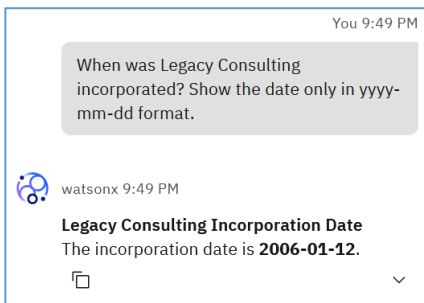 You 9:49 PM
When was Legacy Consulting
incorporated? Show the date only in yyyy-
mm-dd format.
watsonx 9:49 PM
Legacy Consulting Incorporation Date
The incorporation date is 2006-01-12.